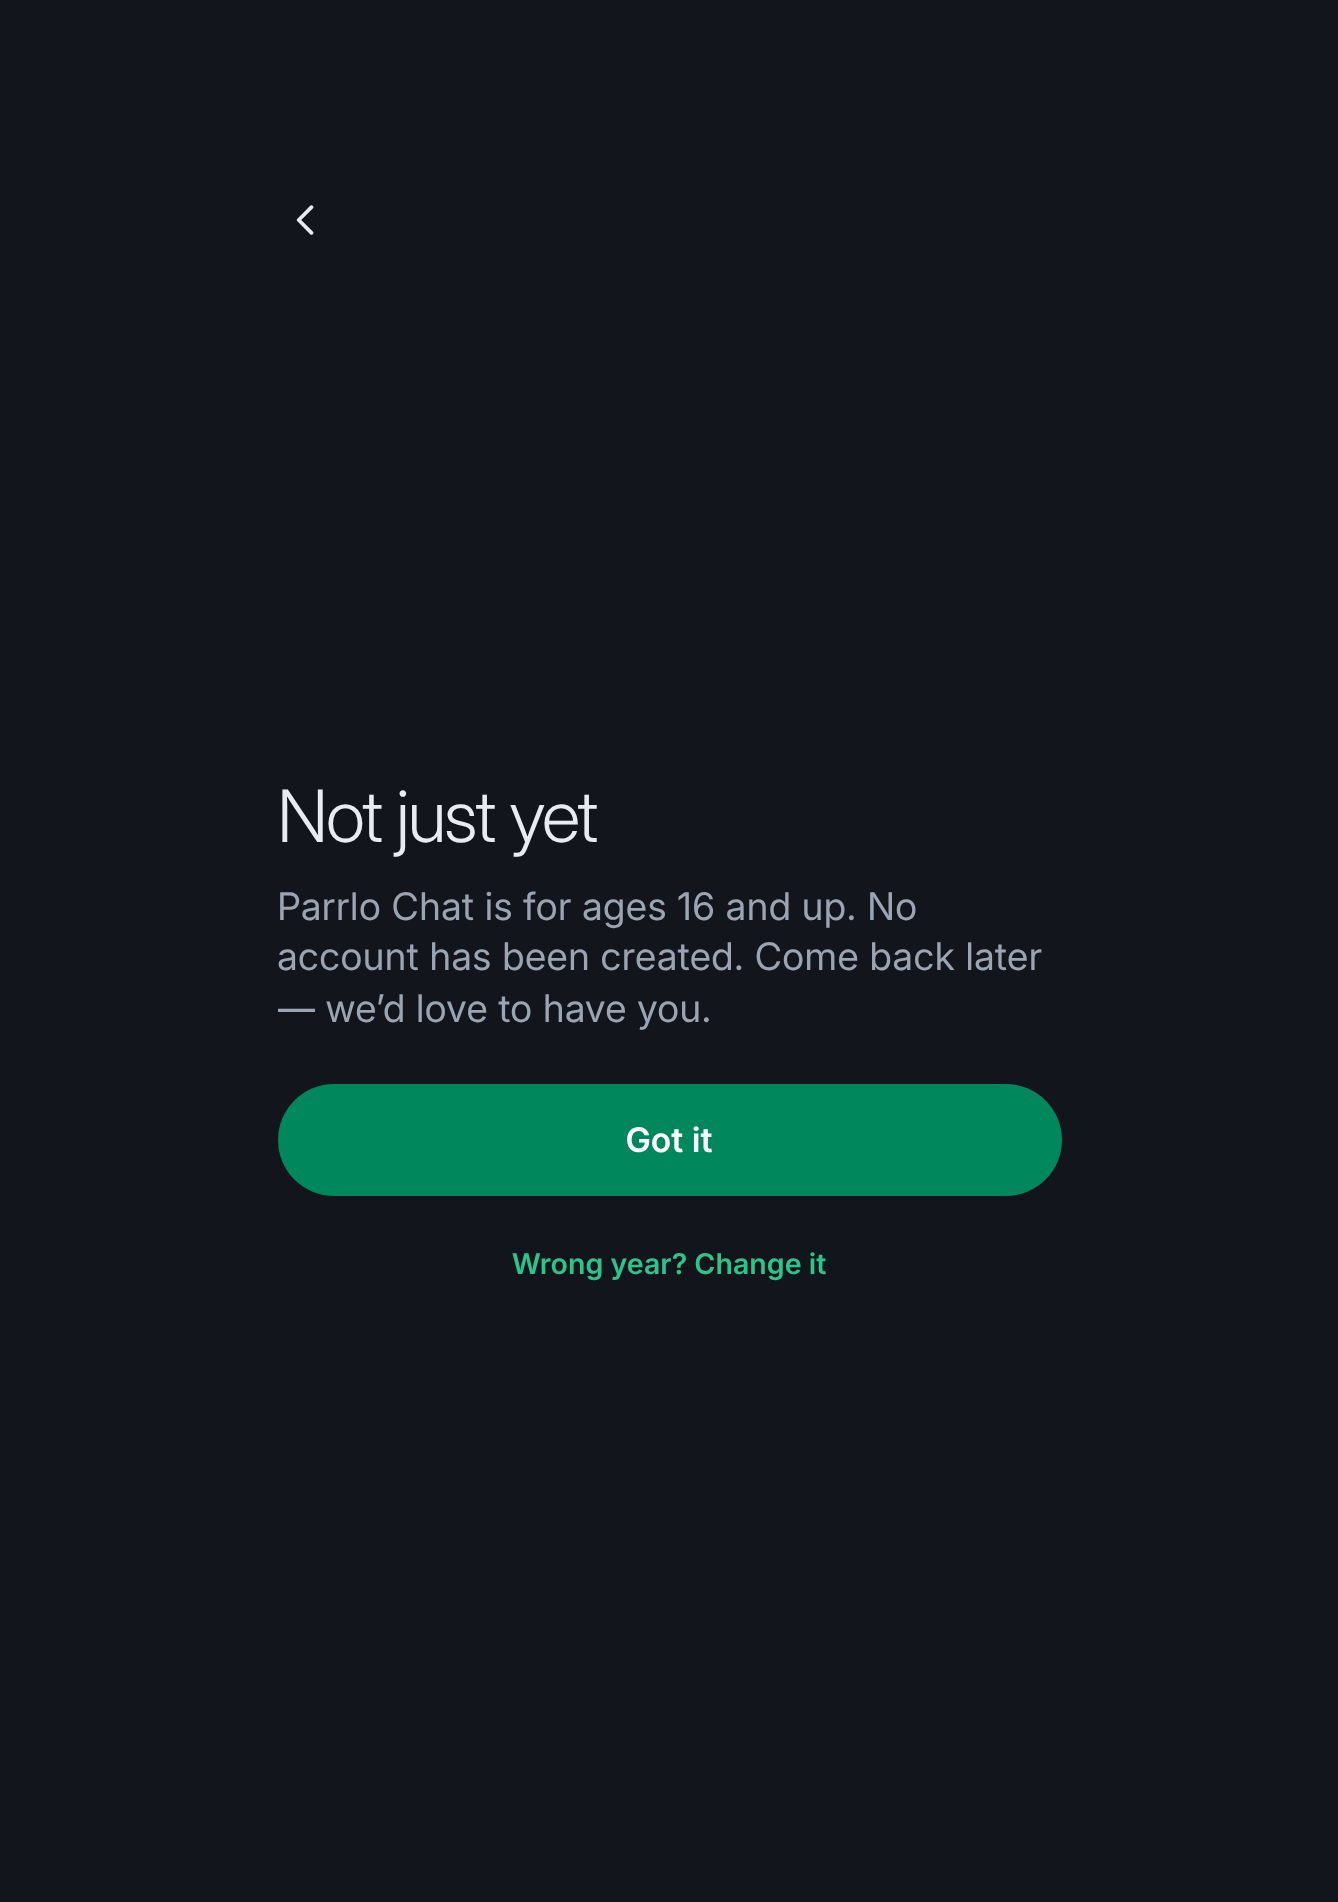 Not just yet
Parrlo Chat is for ages 16 and up. No
account has been created. Come back later
— we’d love to have you.
Got it
Wrong year? Change it